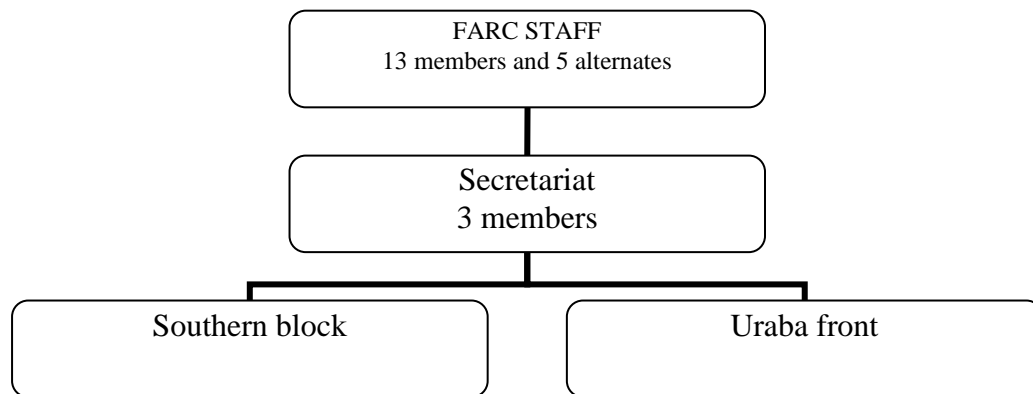 FARC STAFF
13 members and 5 alternates
Secretariat
3 members
Southern block
Uraba front